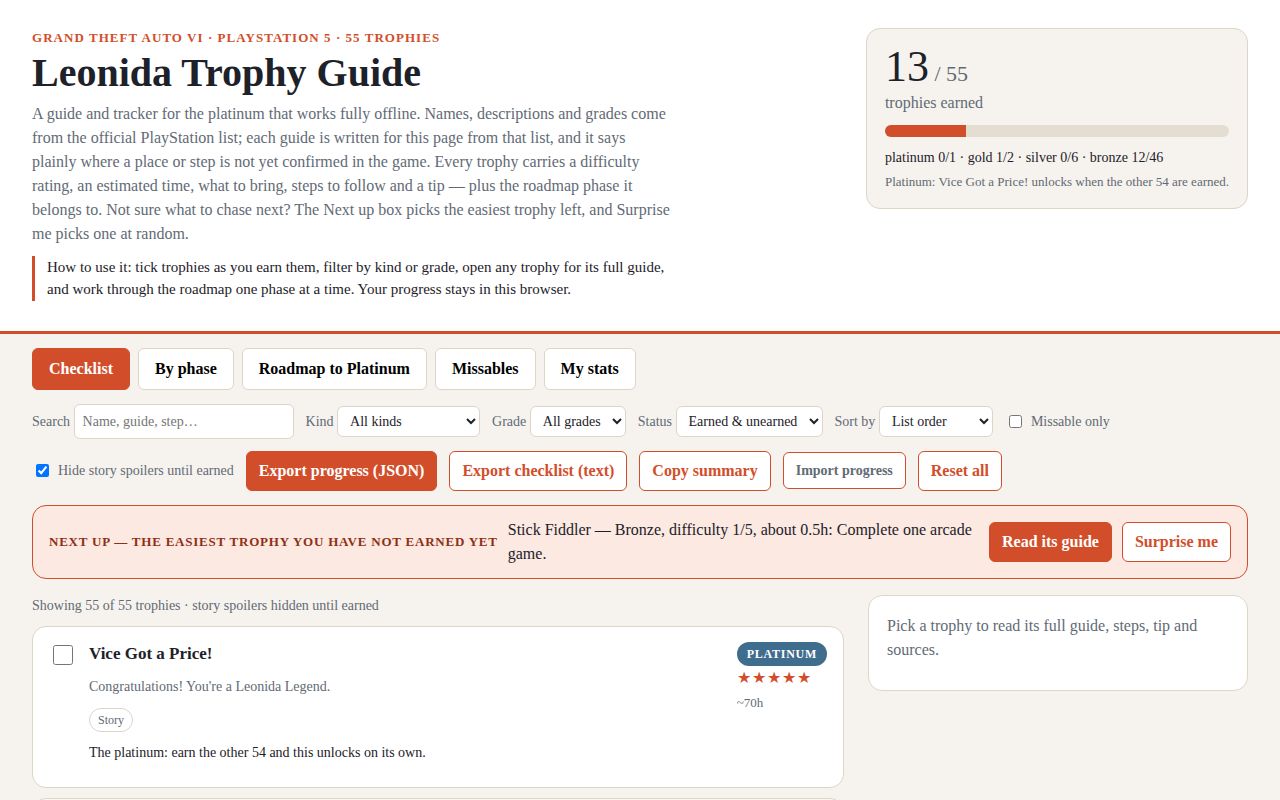 GRAND THEFT AUTO VI · PLAYSTATION 5 · 55 TROPHIES
Leonida Trophy Guide
A guide and tracker for the platinum that works fully offline. Names, descriptions and grades come
from the official PlayStation list; each guide is written for this page from that list, and it says
plainly where a place or step is not yet confirmed in the game. Every trophy carries a difficulty
rating, an estimated time, what to bring, steps to follow and a tip — plus the roadmap phase it
belongs to. Not sure what to chase next? The Next up box picks the easiest trophy left, and Surprise
me picks one at random.
How to use it: tick trophies as you earn them, filter by kind or grade, open any trophy for its full guide,
and work through the roadmap one phase at a time. Your progress stays in this browser.
13 / 55
trophies earned
platinum 0/1 · gold 1/2 · silver 0/6 · bronze 12/46
Platinum: Vice Got a Price! unlocks when the other 54 are earned.
Checklist By phase Roadmap to Platinum Missables My stats
Search Name, guide, step… Kind All kinds Grade All grades Status Earned & unearned Sort by List order Missable only
Hide story spoilers until earned Export progress (JSON) Export checklist (text) Copy summary Import progress Reset all
NEXT UP — THE EASIEST TROPHY YOU HAVE NOT EARNED YET
Stick Fiddler — Bronze, difficulty 1/5, about 0.5h: Complete one arcade
game.
Read its guide Surprise me
Showing 55 of 55 trophies · story spoilers hidden until earned
Vice Got a Price!
PLATINUM
★★★★★
~70h
Congratulations! You're a Leonida Legend.
Story
The platinum: earn the other 54 and this unlocks on its own.
Pick a trophy to read its full guide, steps, tip and
sources.